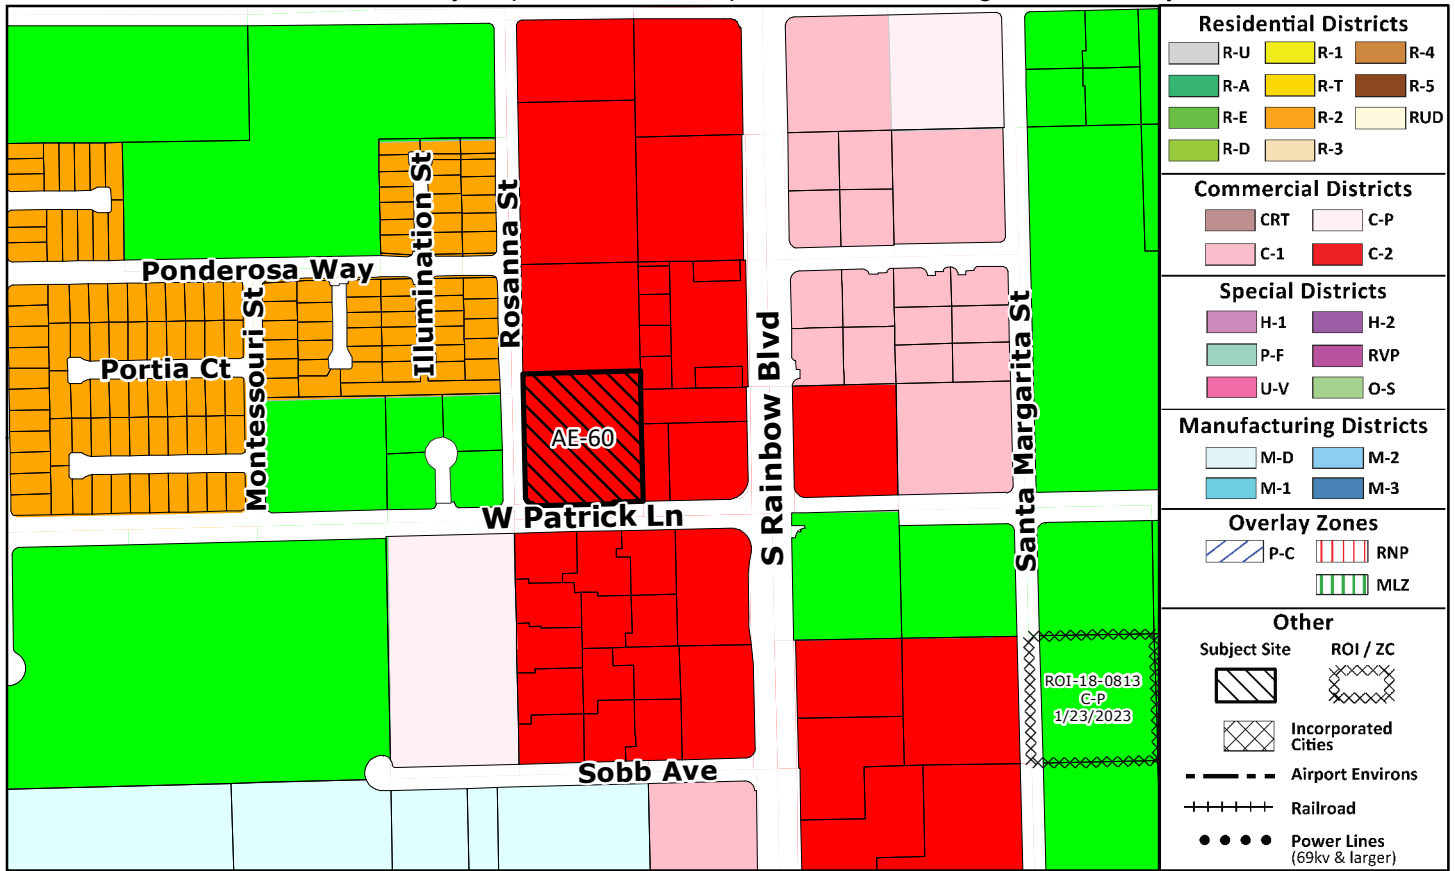 Illumination St
Rosanna St
Ponderosa Way
Montessouri St
Portia Ct
AE-60
S Rainbow Blvd
Santa Margarita St
W Patrick Ln
ROI-18-0813
C-P
1/23/2023
Sobb Ave
Residential Districts
R-U R-1 R-4
R-A R-T R-5
R-E R-2 RUD
R-D R-3
Commercial Districts
CRT C-P
C-1 C-2
Special Districts
H-1 H-2
P-F RVP
U-V O-S
Manufacturing Districts
M-D M-2
M-1 M-3
Overlay Zones
P-C RNP
MLZ
Other
Subject Site ROI / ZC
Incorporated
Cities
Airport Environs
Railroad
Power Lines
(69kv & larger)